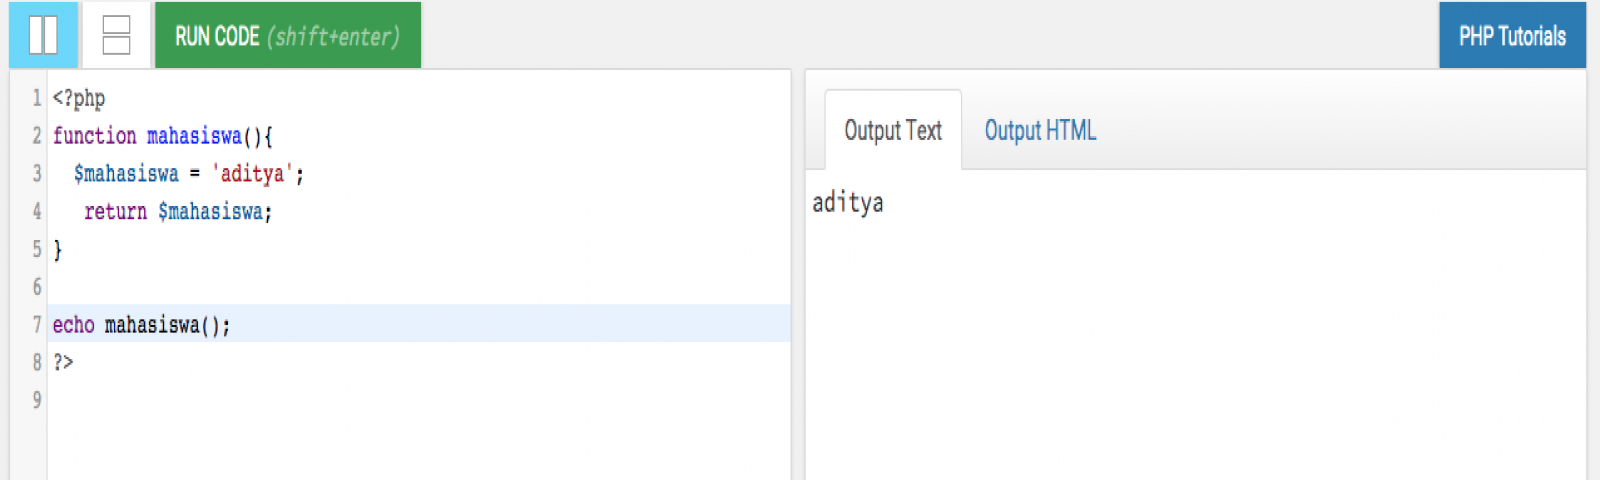 RUN CODE (shift+enter)
PHP Tutorials
1 <?php
2 function mahasiswa(){
3   $mahasiswa = 'aditya';
4    return $mahasiswa;
5 }
6
7 echo mahasiswa();
8 ?>
9
Output Text Output HTML
aditya